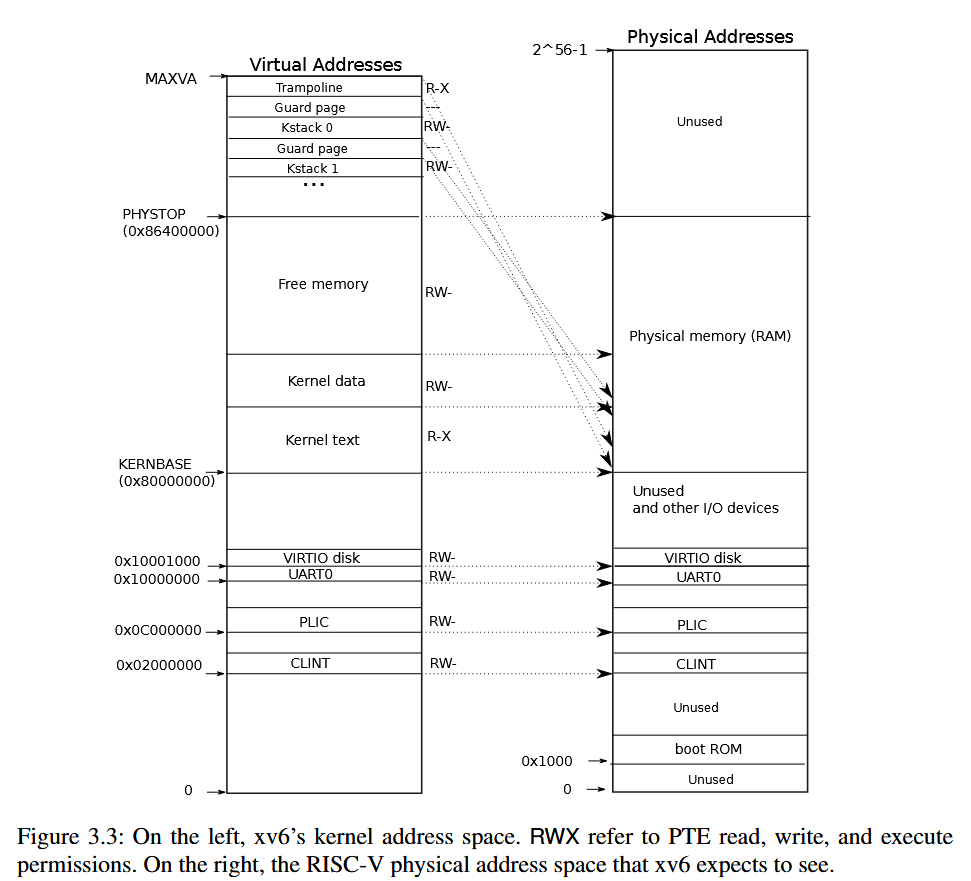 Physical Addresses
2^56-1
Virtual Addresses
MAXVA
Trampoline
R-X
Guard page
---
Kstack 0
RW-
Unused
Guard page
---
Kstack 1
RW-
...
PHYSTOP
(0x86400000)
Free memory
RW-
Physical memory (RAM)
Kernel data
RW-
Kernel text
R-X
KERNBASE
(0x80000000)
Unused
and other I/O devices
0x10001000
VIRTIO disk
RW-
VIRTIO disk
0x10000000
UART0
RW-
UART0
0x0C000000
PLIC
RW-
PLIC
0x02000000
CLINT
RW-
CLINT
Unused
boot ROM
0x1000
Unused
0
0
Figure 3.3: On the left, xv6's kernel address space. RWX refer to PTE read, write, and execute
permissions. On the right, the RISC-V physical address space that xv6 expects to see.